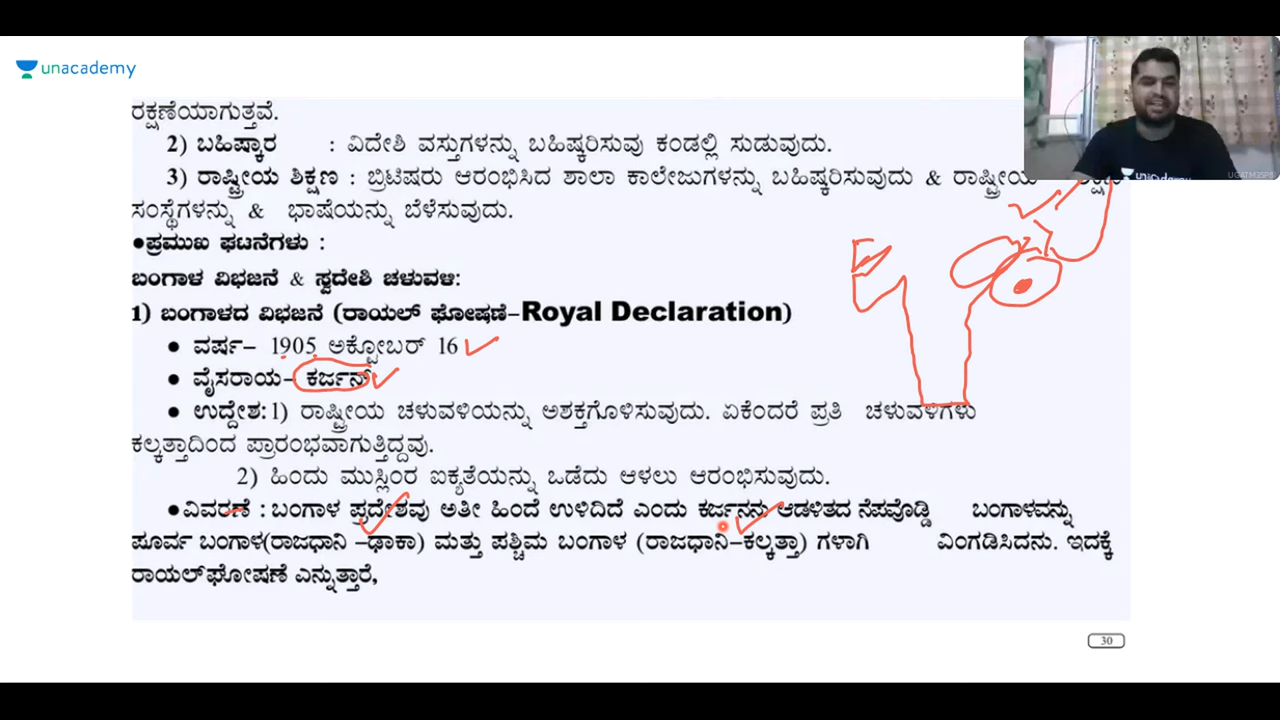 unacademy
ರಕ್ಷಣೆಯಾಗುತ್ತವೆ.
2) ಬಹಿಷ್ಕಾರ : ವಿದೇಶಿ ವಸ್ತುಗಳನ್ನು ಬಹಿಷ್ಕರಿಸುವು ಕಂಡಲ್ಲಿ ಸುಡುವುದು.
3) ರಾಷ್ಟ್ರೀಯ ಶಿಕ್ಷಣ : ಬ್ರಿಟಿಷರು ಆರಂಭಿಸಿದ ಶಾಲಾ ಕಾಲೇಜುಗಳನ್ನು ಬಹಿಷ್ಕರಿಸುವುದು & ರಾಷ್ಟ್ರೀಯ
ಸಂಸ್ಥೆಗಳನ್ನು & ಭಾಷೆಯನ್ನು ಬೆಳೆಸುವುದು.
●ಪ್ರಮುಖ ಘಟನೆಗಳು :
ಬಂಗಾಳ ವಿಭಜನೆ & ಸ್ವದೇಶಿ ಚಳುವಳಿ:
1) ಬಂಗಾಳದ ವಿಭಜನೆ (ರಾಯಲ್ ಘೋಷಣೆ-Royal Declaration)
● ವರ್ಷ– 1905 ಅಕ್ಟೋಬರ್ 16
● ವೈಸರಾಯ– ಕರ್ಜನ್
● ಉದ್ದೇಶ:1) ರಾಷ್ಟ್ರೀಯ ಚಳುವಳಿಯನ್ನು ಅಶಕ್ತಗೊಳಿಸುವುದು. ಏಕೆಂದರೆ ಪ್ರತಿ ಚಳುವಳಿಗಳು
ಕಲ್ಕತ್ತಾದಿಂದ ಪ್ರಾರಂಭವಾಗುತ್ತಿದ್ದವು.
2) ಹಿಂದು ಮುಸ್ಲಿಂರ ಐಕ್ಯತೆಯನ್ನು ಒಡೆದು ಆಳಲು ಆರಂಭಿಸುವುದು.
●ವಿವರಣೆ : ಬಂಗಾಳ ಪ್ರದೇಶವು ಅತೀ ಹಿಂದೆ ಉಳಿದಿದೆ ಎಂದು ಕರ್ಜನನು ಆಡಳಿತದ ನೆಪವೊಡ್ಡಿ ಬಂಗಾಳವನ್ನು
ಪೂರ್ವ ಬಂಗಾಳ(ರಾಜಧಾನಿ –ಢಾಕಾ) ಮತ್ತು ಪಶ್ಚಿಮ ಬಂಗಾಳ (ರಾಜಧಾನಿ–ಕಲ್ಕತ್ತಾ) ಗಳಾಗಿ ವಿಂಗಡಿಸಿದನು. ಇದಕ್ಕೆ
ರಾಯಲ್‌ಘೋಷಣೆ ಎನ್ನುತ್ತಾರೆ,
30